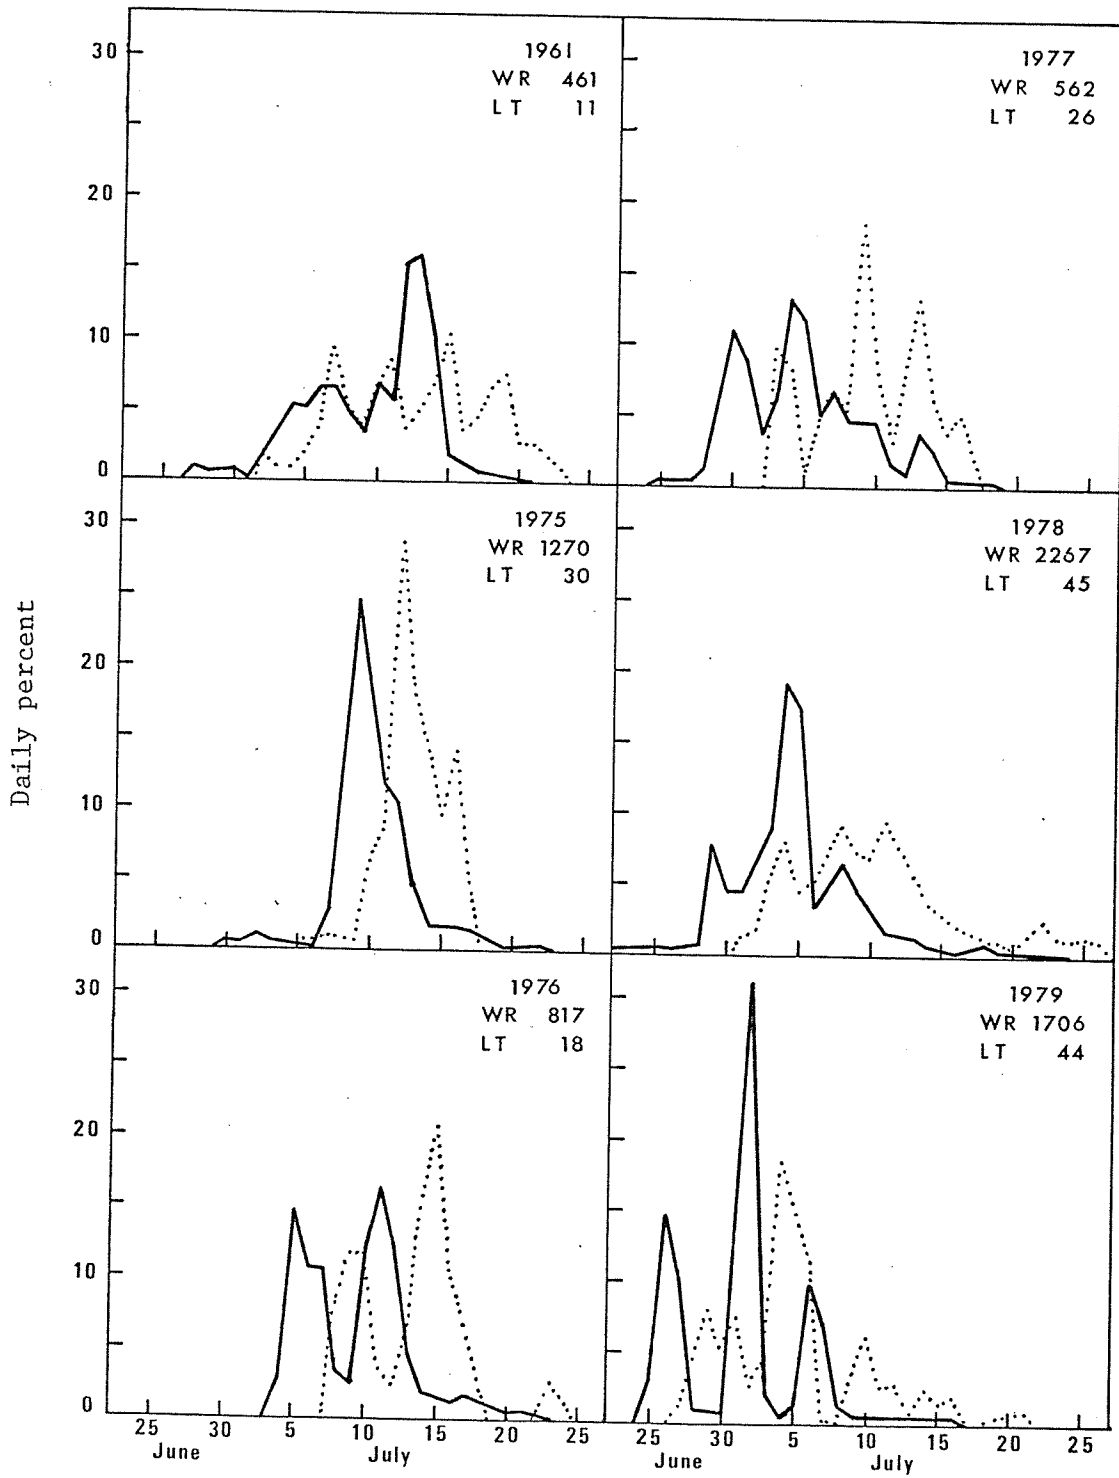 Daily percent
30
20
10
0
1961
WR 461
LT 11
1977
WR 562
LT 26
30
20
10
0
1975
WR 1270
LT 30
1978
WR 2267
LT 45
30
20
10
0
1976
WR 817
LT 18
1979
WR 1706
LT 44
25 30 5 10 15 20 25
June July
25 30 5 10 15 20 25
June July